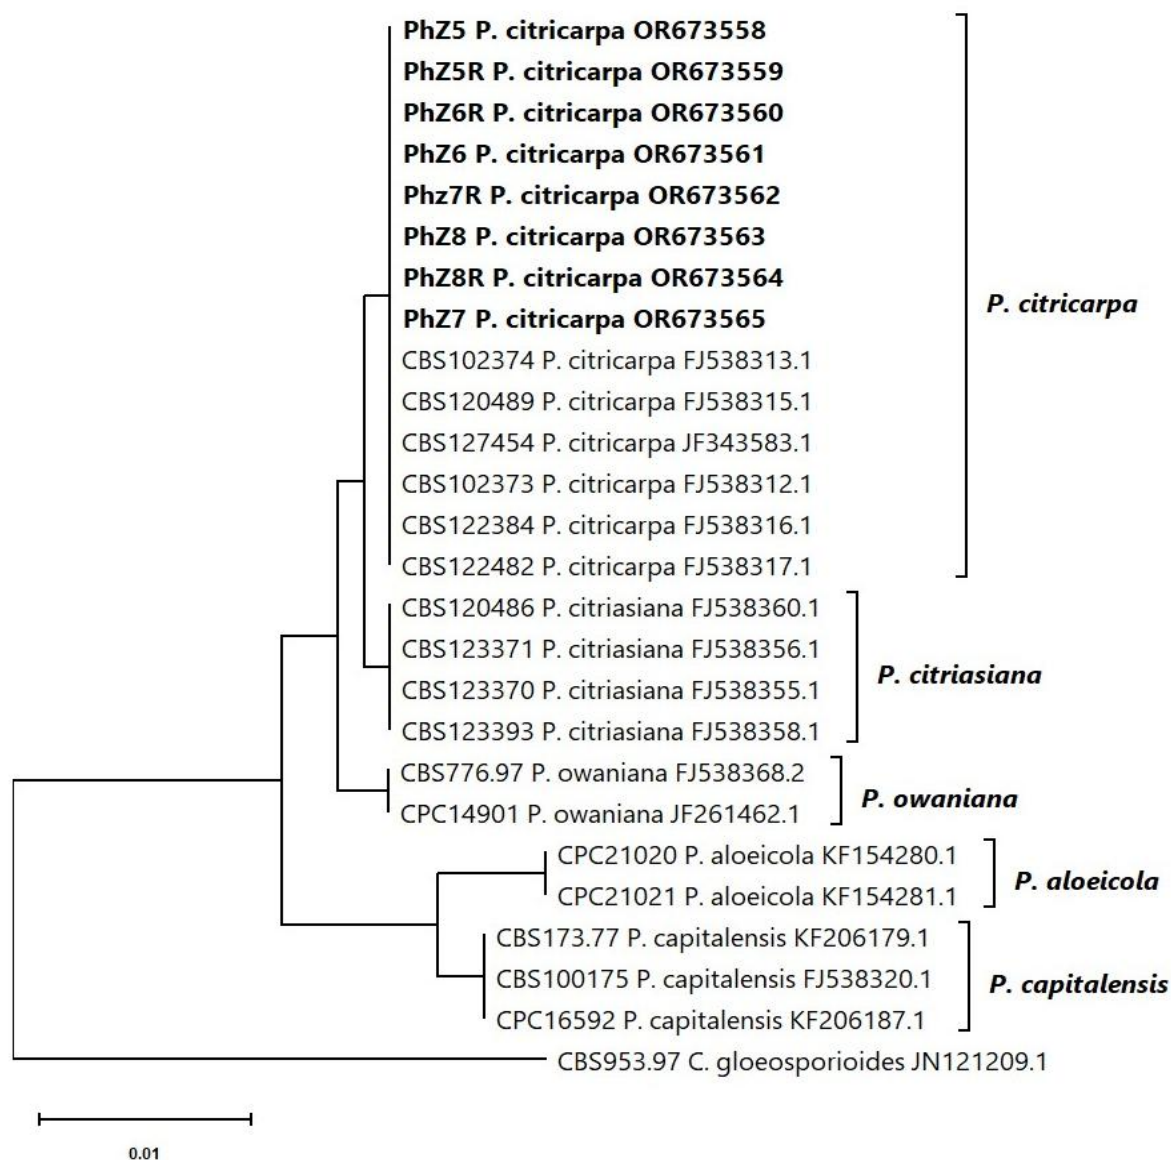 PhZ5 P. citricarpa OR673558
PhZ5R P. citricarpa OR673559
PhZ6R P. citricarpa OR673560
PhZ6 P. citricarpa OR673561
Phz7R P. citricarpa OR673562
PhZ8 P. citricarpa OR673563
PhZ8R P. citricarpa OR673564
PhZ7 P. citricarpa OR673565
CBS102374 P. citricarpa FJ538313.1
CBS120489 P. citricarpa FJ538315.1
CBS127454 P. citricarpa JF343583.1
CBS102373 P. citricarpa FJ538312.1
CBS122384 P. citricarpa FJ538316.1
CBS122482 P. citricarpa FJ538317.1
P. citricarpa
CBS120486 P. citriasiana FJ538360.1
CBS123371 P. citriasiana FJ538356.1
CBS123370 P. citriasiana FJ538355.1
CBS123393 P. citriasiana FJ538358.1
P. citriasiana
CBS776.97 P. owaniana FJ538368.2
CPC14901 P. owaniana JF261462.1
P. owaniana
CPC21020 P. aloeicola KF154280.1
CPC21021 P. aloeicola KF154281.1
P. aloeicola
CBS173.77 P. capitalensis KF206179.1
CBS100175 P. capitalensis FJ538320.1
CPC16592 P. capitalensis KF206187.1
P. capitalensis
CBS953.97 C. gloeosporioides JN121209.1
0.01